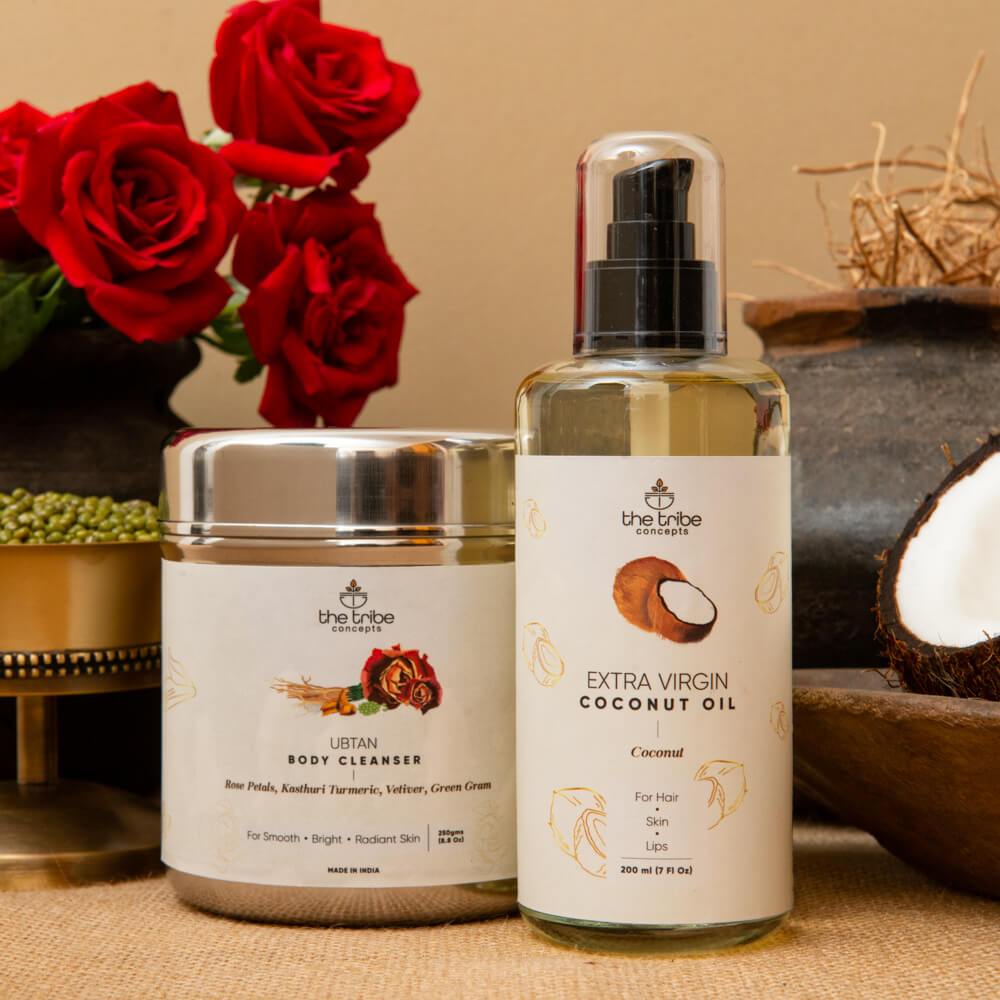 the tribe
concepts
UBTAN
BODY CLEANSER
Rose Petals, Kasthuri Turmeric, Vetiver, Green Gram
For Smooth • Bright • Radiant Skin
250gms
(8.8 Oz)
MADE IN INDIA
the tribe
concepts
EXTRA VIRGIN
COCONUT OIL
Coconut
For Hair
•
Skin
•
Lips
200 ml (7 Fl Oz)